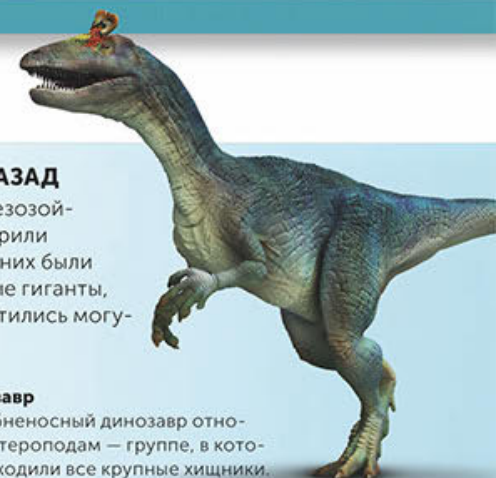 АЗАД
езозой-
рили
них были
ые гиганты,
тились могу-
завр
бненосный динозавр отно-
тероподам — группе, в кото-
ходили все крупные хищники.